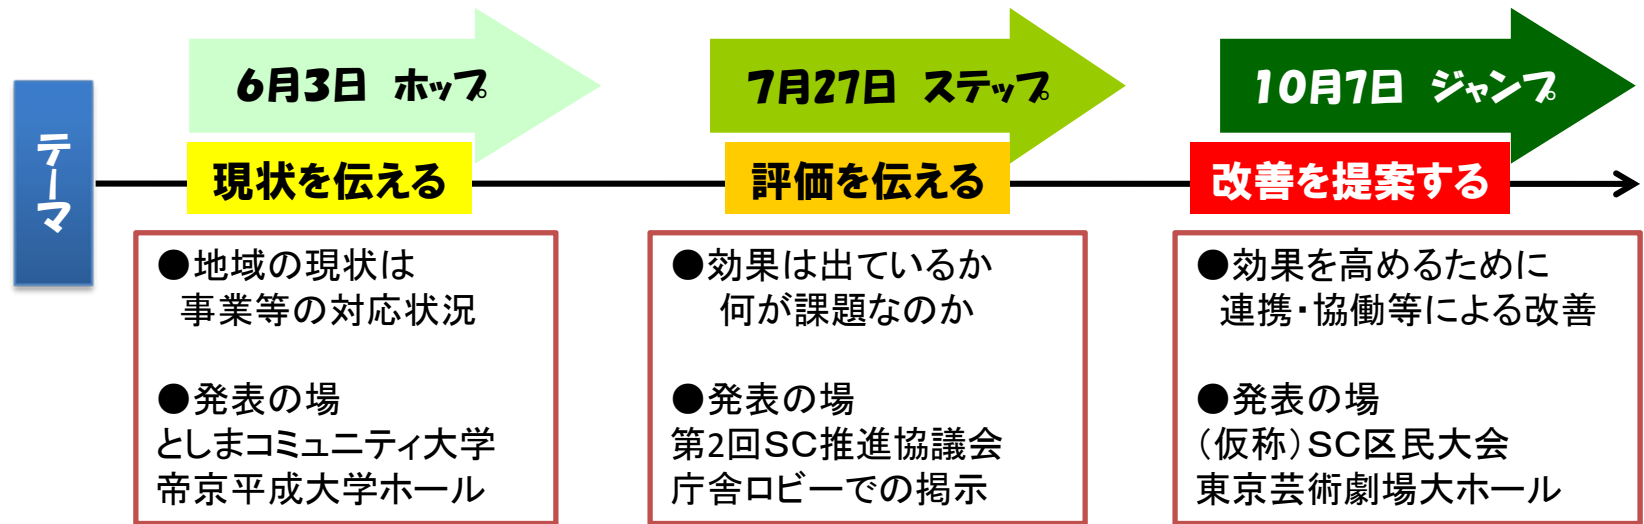 テーマ
6月3日 ホップ
現状を伝える
●地域の現状は
事業等の対応状況
●発表の場
としまコミュニティ大学
帝京平成大学ホール
7月27日 ステップ
評価を伝える
●効果は出ているか
何が課題なのか
●発表の場
第2回SC推進協議会
庁舎ロビーでの掲示
10月7日 ジャンプ
改善を提案する
●効果を高めるために
連携・協働等による改善
●発表の場
（仮称）SC区民大会
東京芸術劇場大ホール